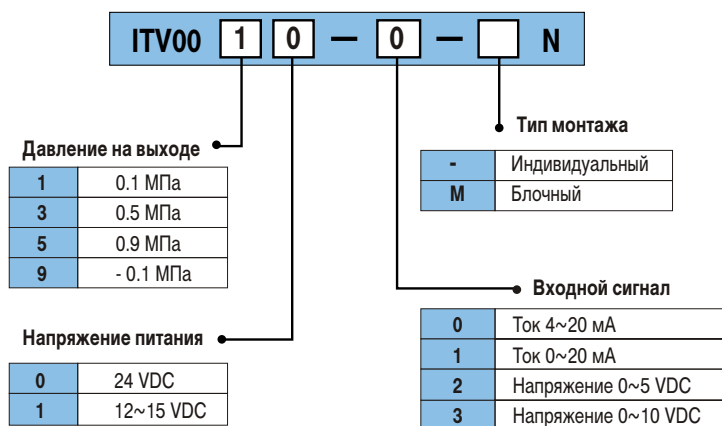 ITV00 1 0 – 0 – N
Тип монтажа
- Индивидуальный
M Блочный
Давление на выходе
1 0.1 МПа
3 0.5 МПа
5 0.9 МПа
9 - 0.1 МПа
Входной сигнал
0 Ток 4~20 мА
1 Ток 0~20 мА
2 Напряжение 0~5 VDC
3 Напряжение 0~10 VDC
Напряжение питания
0 24 VDC
1 12~15 VDC